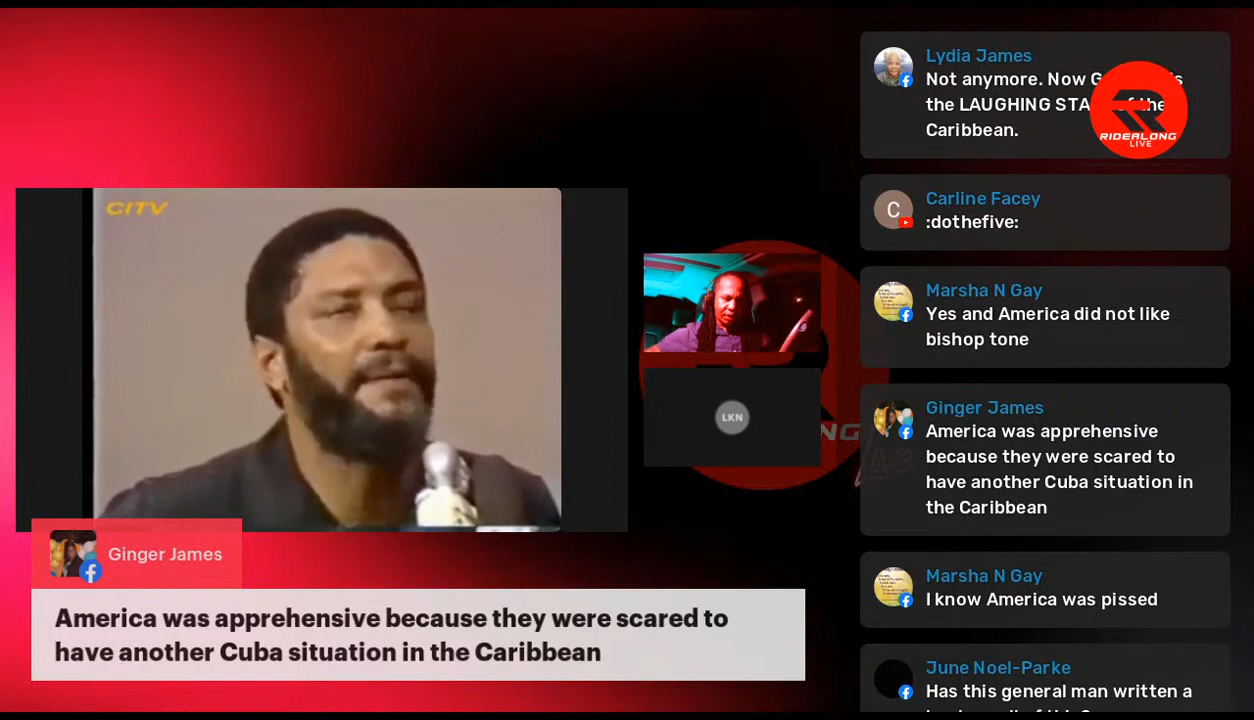 CITV
LKN
Ginger James
America was apprehensive because they were scared to
have another Cuba situation in the Caribbean
Lydia James
Not anymore. Now
the LAUGHING the
Caribbean.
RIDEALONG
LIVE
C
Carline Facey
:dothefive:
Marsha N Gay
Yes and America did not like
bishop tone
Ginger James
America was apprehensive
because they were scared to
have another Cuba situation in
the Caribbean
Marsha N Gay
I know America was pissed
June Noel-Parke
Has this general man written a